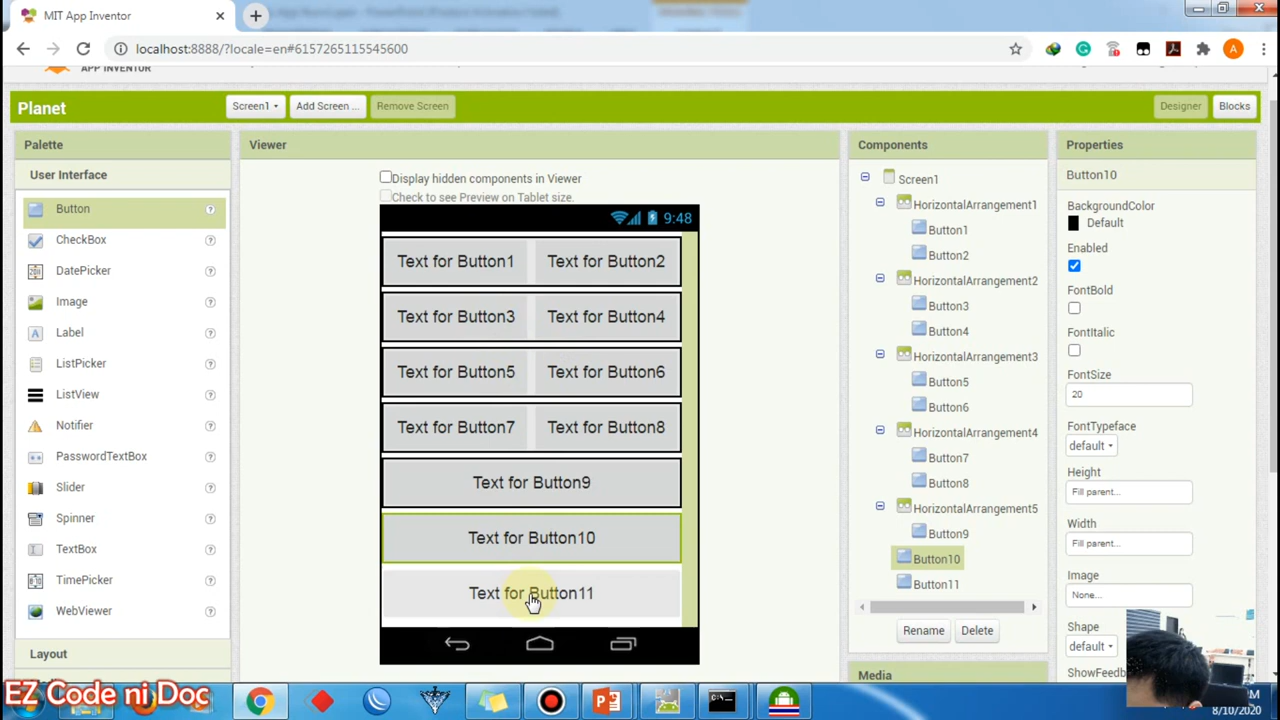 MIT App Inventor
localhost:8888/?locale=en#6157265115545600
A
APP INVENTOR
Planet
Screen1
Add Screen ...
Remove Screen
Designer
Blocks
Palette
User Interface
Button
CheckBox
DatePicker
Image
Label
ListPicker
ListView
Notifier
PasswordTextBox
Slider
Spinner
TextBox
TimePicker
WebViewer
Layout
Viewer
Display hidden components in Viewer
Check to see Preview on Tablet size.
9:48
Text for Button1
Text for Button2
Text for Button3
Text for Button4
Text for Button5
Text for Button6
Text for Button7
Text for Button8
Text for Button9
Text for Button10
Text for Button11
Components
Screen1
HorizontalArrangement1
Button1
Button2
HorizontalArrangement2
Button3
Button4
HorizontalArrangement3
Button5
Button6
HorizontalArrangement4
Button7
Button8
HorizontalArrangement5
Button9
Button10
Button11
Rename
Delete
Media
Properties
Button10
BackgroundColor
Default
Enabled
FontBold
FontItalic
FontSize
20
FontTypeface
default
Height
Fill parent...
Width
Fill parent...
Image
None...
Shape
default
ShowFeedb
EZ Code ni Doc
8/10/2020